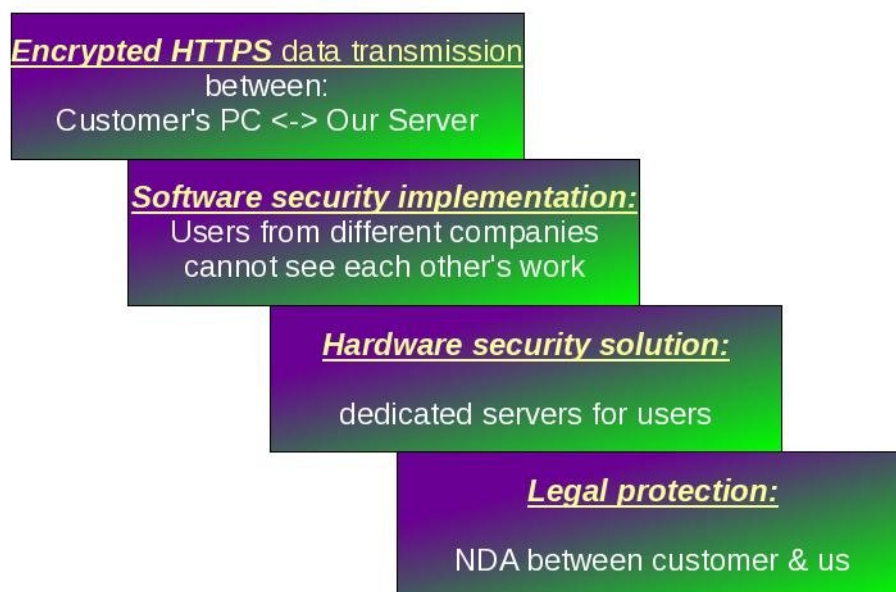 Encrypted HTTPS data transmission
between:
Customer's PC <-> Our Server
Software security implementation:
Users from different companies
cannot see each other's work
Hardware security solution:
dedicated servers for users
Legal protection:
NDA between customer & us